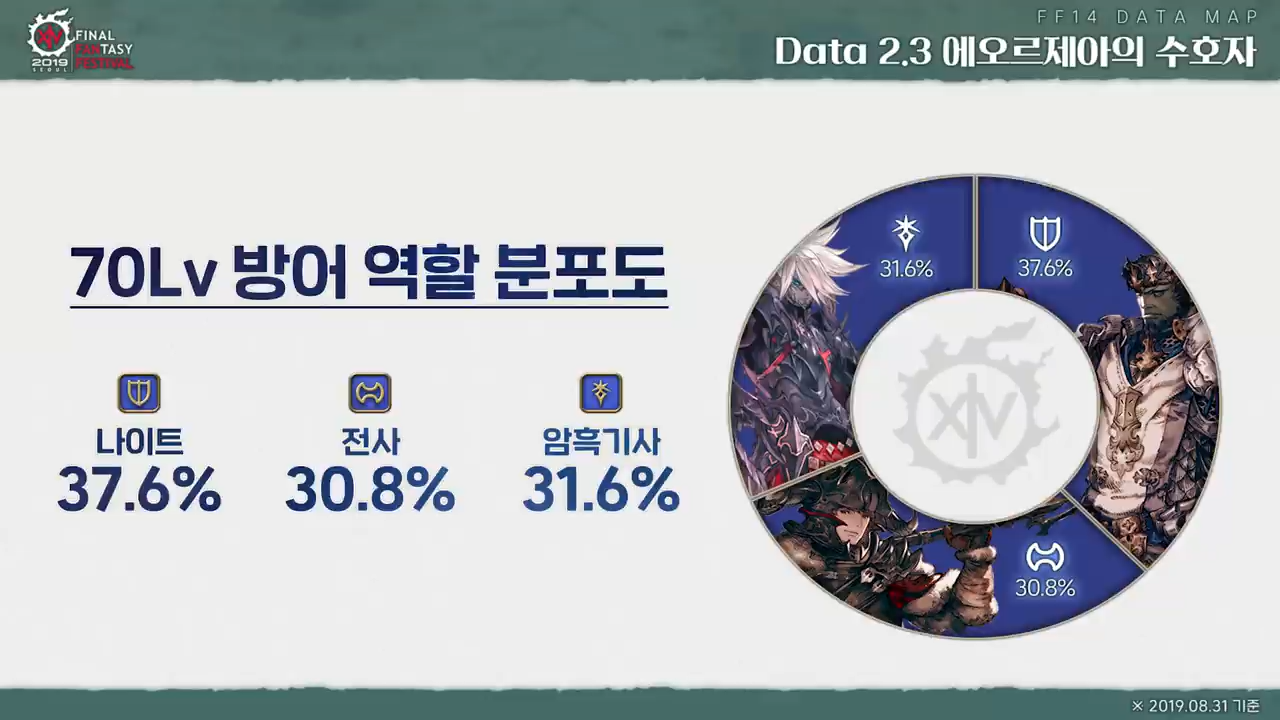 XIV
FINAL
FANTASY
FESTIVAL
2019
SEOUL
FF14 DATA MAP
Data 2.3 에오르제아의 수호자
70Lv 방어 역할 분포도
나이트 전사 암흑기사
37.6% 30.8% 31.6%
31.6% 37.6%
XIV
30.8%
※ 2019.08.31 기준